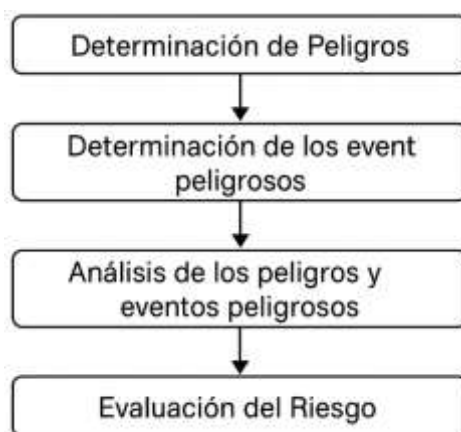 Determinación de Peligros
Determinación de los event
peligrosos
Análisis de los peligros y
eventos peligrosos
Evaluación del Riesgo